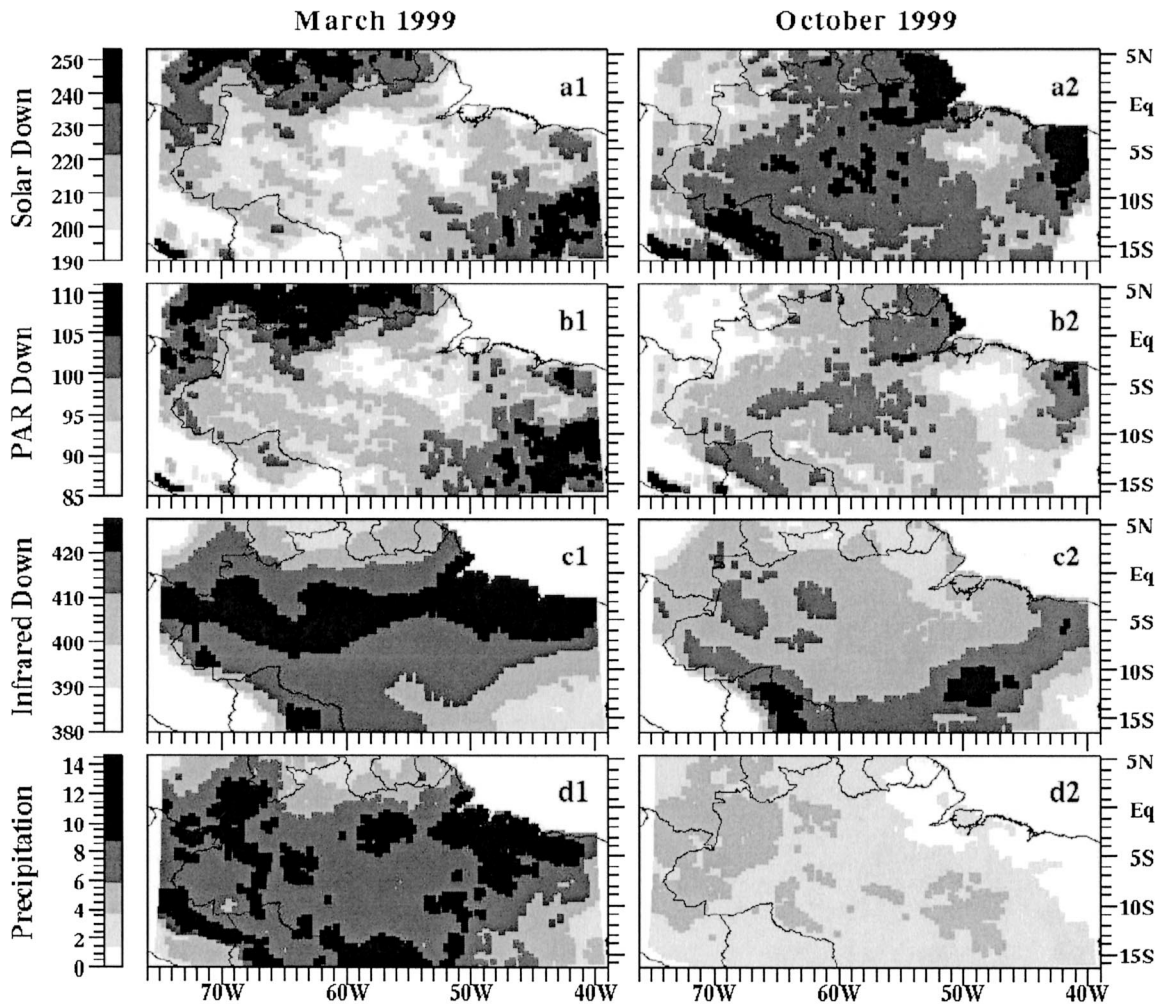 March 1999
October 1999
Solar Down
250
240
230
220
210
200
190
a1
a2
5N
Eq
5S
10S
15S
PAR Down
110
105
100
95
90
85
b1
b2
5N
Eq
5S
10S
15S
Infrared Down
420
410
400
390
380
c1
c2
5N
Eq
5S
10S
15S
Precipitation
14
12
10
8
6
4
2
0
d1
d2
5N
Eq
5S
10S
15S
70W 60W 50W 40W
70W 60W 50W 40W